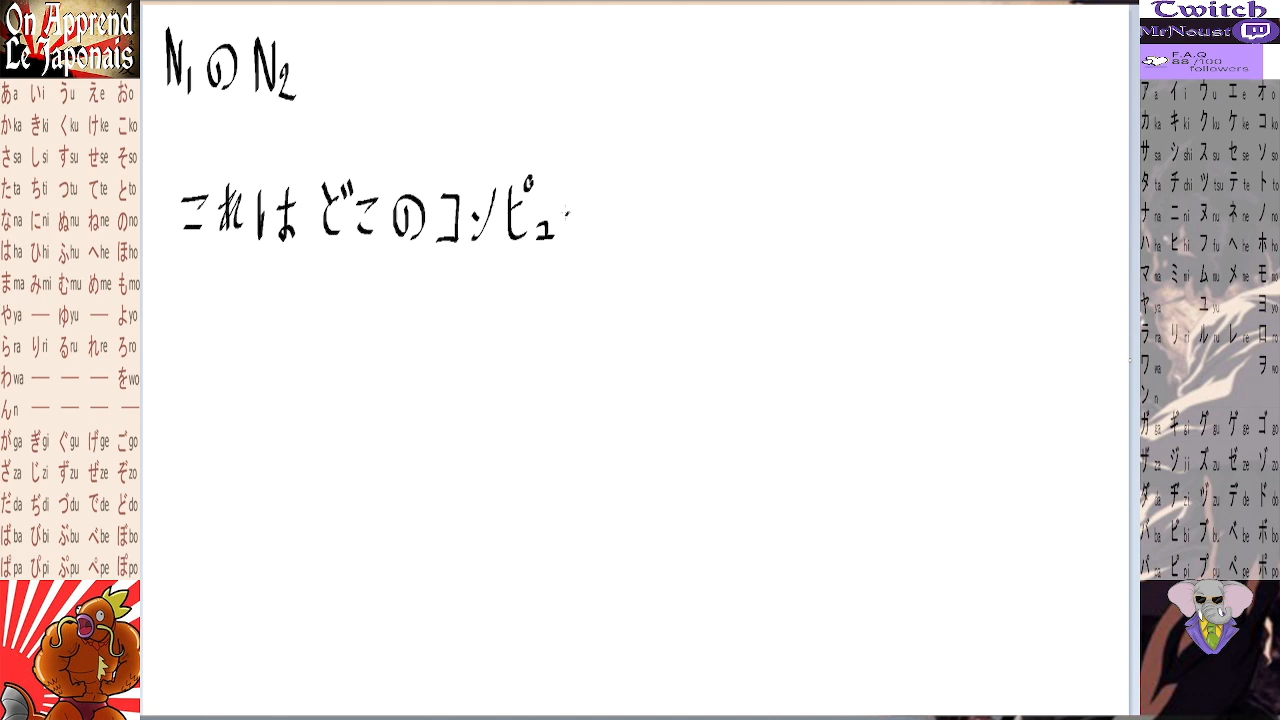 On Apprend
Le Japonais
あa いi うu えe おo
かka きki くku けke こko
さsa しsi すsu せse そso
たta ちti つtu てte とto
なna にni ぬnu ねne のno
はha ひhi ふhu へhe ほho
まma みmi むmu めme もmo
やya — ゆyu — よyo
らra りri るru れre ろro
わwa — — — をwo
んn — — — —
がga ぎgi ぐgu げge ごgo
ざza じzi ずzu ぜze ぞzo
だda ぢdi づdu でde どdo
ばba びbi ぶbu べbe ぼbo
ぱpa ぴpi ぷpu ぺpe ぽpo
N1のN2
これは どこのコンピュ
Twitch
MrNoust
F.A.Q
88 /100
followers
アa イi ウu エe オo
カka キki クku ケke コko
サsa シshi スsu セse ソso
タta チchi ツtsu テte トto
ナna ニni ヌnu ネne ノno
ハha ヒhi フfu ヘhe ホho
マma ミmi ムmu メme モmo
ヤya ユyu ヨyo
ラra リri ルru レre ロro
ワwa ヲwo
ンn
ガga ギgi グgu ゲge ゴgo
ザza ジji ズzu ゼze ゾzo
ダda ヂzi ヅzu デde ドdo
バba ビbi ブbu ベbe ボbo
パpa ピpi プpu ペpe ポpo